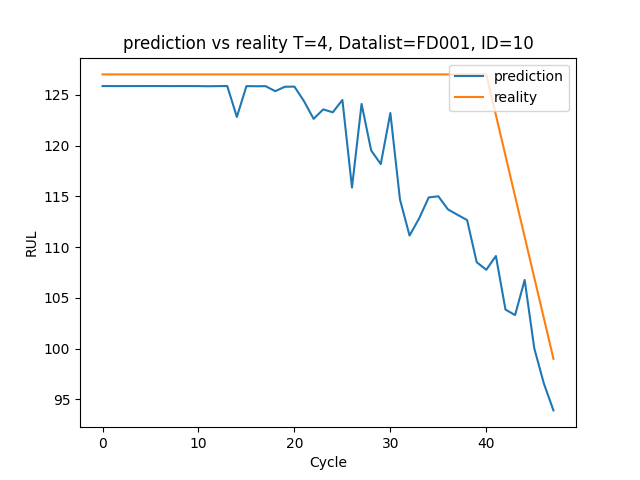 prediction vs reality T=4, Datalist=FD001, ID=10
prediction
reality
125
120
115
110
105
100
95
RUL
0 10 20 30 40
Cycle